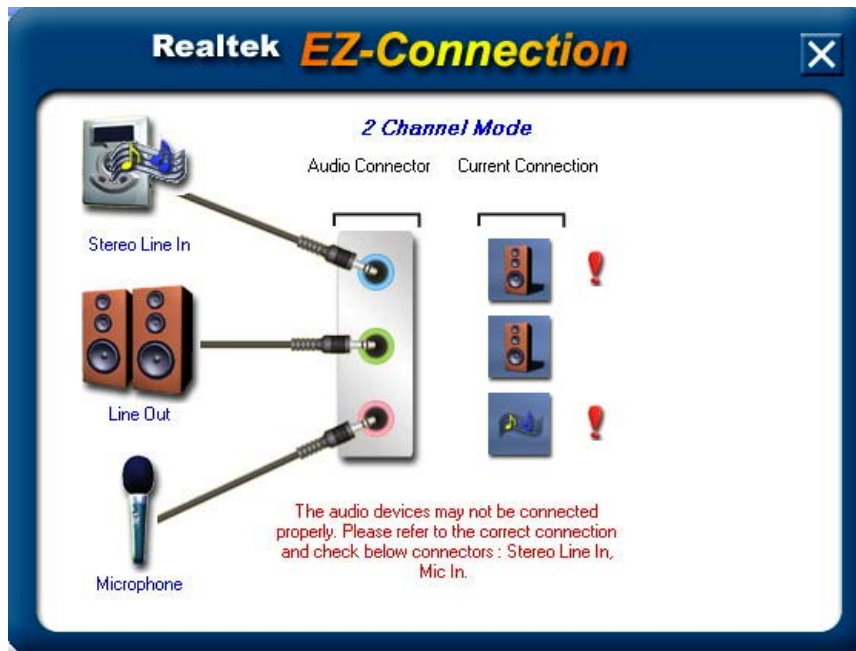 Realtek EZ-Connection
2 Channel Mode
Audio Connector Current Connection
Stereo Line In
Line Out
Microphone
The audio devices may not be connected
properly. Please refer to the correct connection
and check below connectors : Stereo Line In,
Mic In.